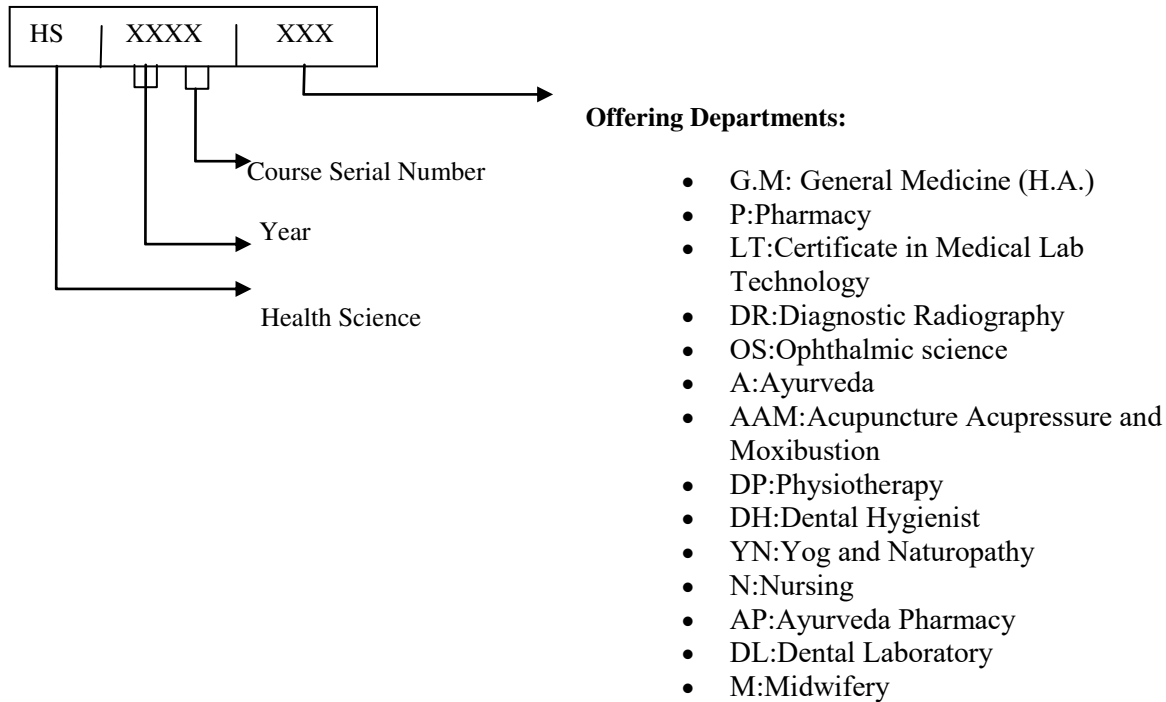 HS XXXX XXX
Offering Departments:
Course Serial Number
Year
Health Science
• G.M: General Medicine (H.A.)
• P:Pharmacy
• LT:Certificate in Medical Lab
Technology
• DR:Diagnostic Radiography
• OS:Ophthalmic science
• A:Ayurveda
• AAM:Acupuncture Acupressure and
Moxibustion
• DP:Physiotherapy
• DH:Dental Hygienist
• YN:Yog and Naturopathy
• N:Nursing
• AP:Ayurveda Pharmacy
• DL:Dental Laboratory
• M:Midwifery